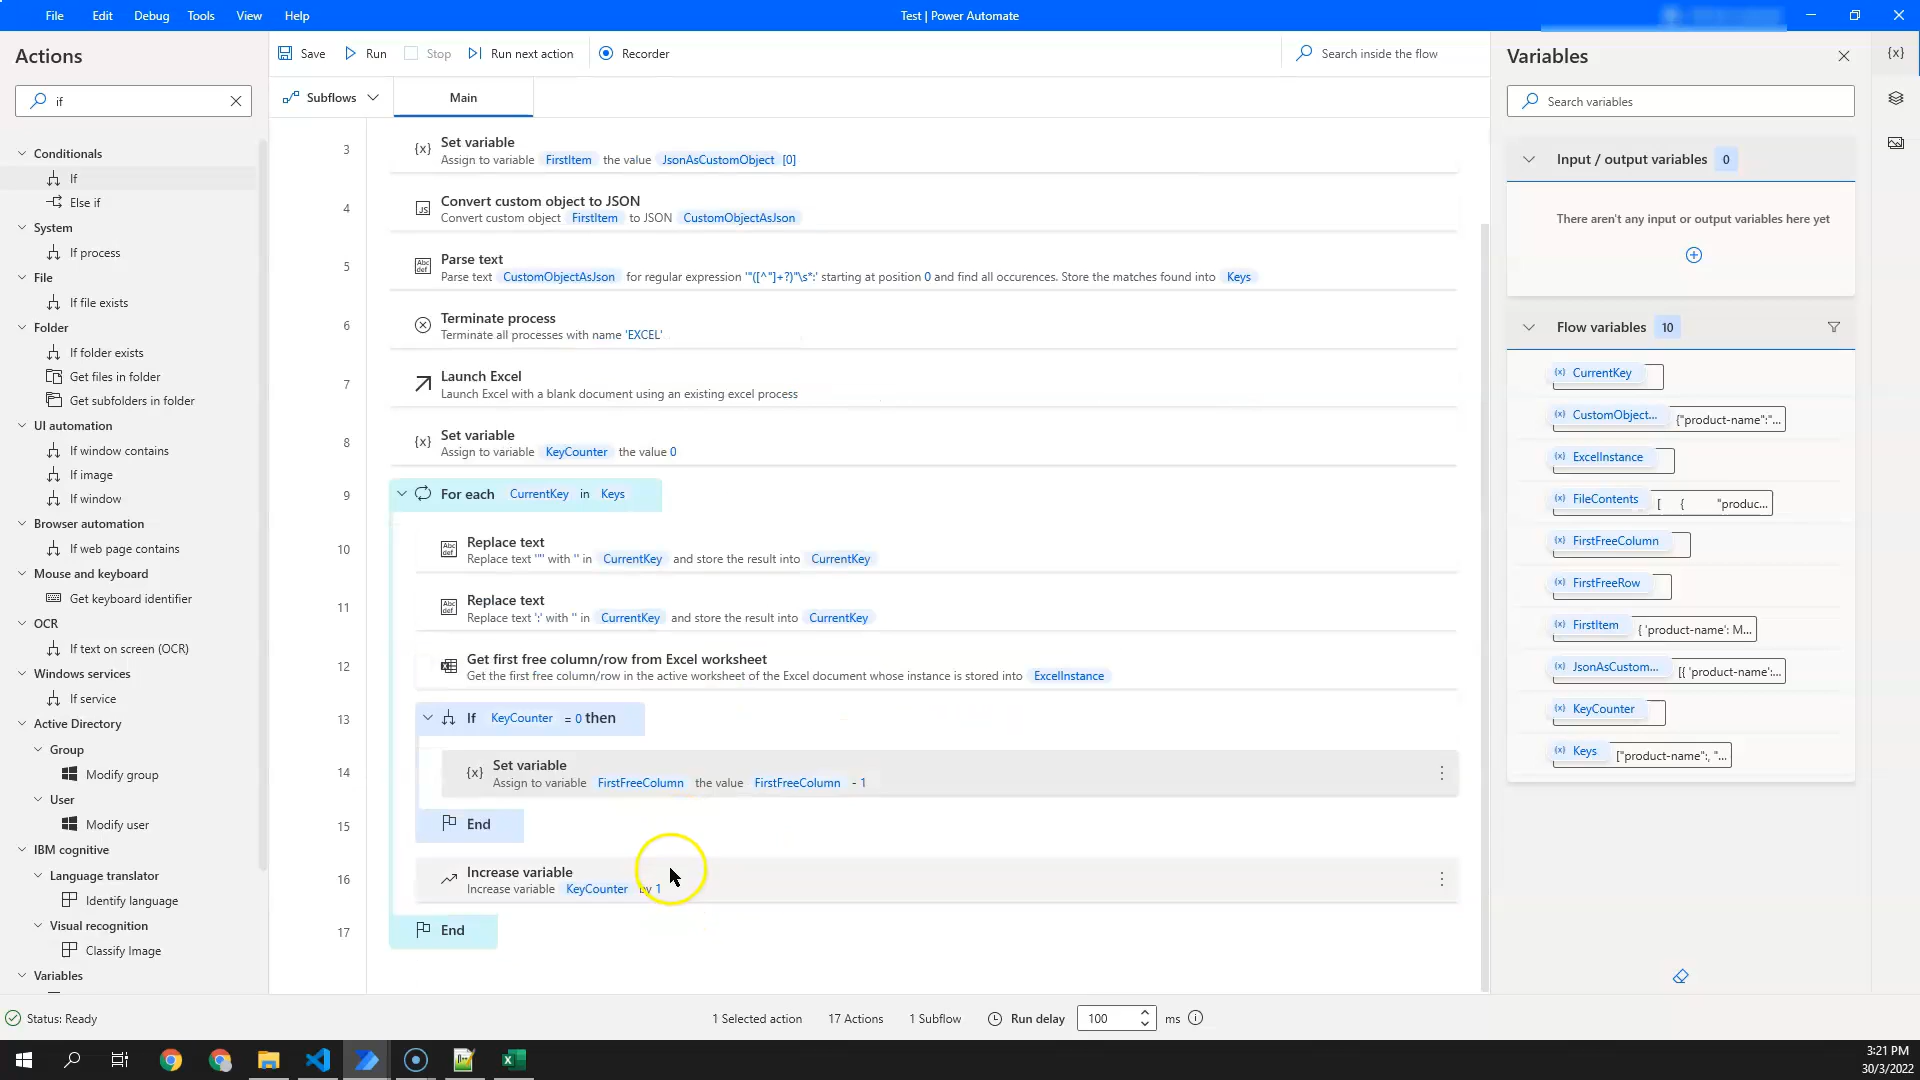 File Edit Debug Tools View Help
Test | Power Automate
Actions
if
Conditionals
If
Else if
System
If process
File
If file exists
Folder
If folder exists
Get files in folder
Get subfolders in folder
UI automation
If window contains
If image
If window
Browser automation
If web page contains
Mouse and keyboard
Get keyboard identifier
OCR
If text on screen (OCR)
Windows services
If service
Active Directory
Group
Modify group
User
Modify user
IBM cognitive
Language translator
Identify language
Visual recognition
Classify Image
Variables
Save Run Stop Run next action Recorder
Search inside the flow
Subflows Main
3 {x} Set variable
Assign to variable FirstItem the value JsonAsCustomObject [0]
4 JS Convert custom object to JSON
Convert custom object FirstItem to JSON CustomObjectAsJson
5 Abc def Parse text
Parse text CustomObjectAsJson for regular expression '"([^"]+?)"\s*:' starting at position 0 and find all occurences. Store the matches found into Keys
6 Terminate process
Terminate all processes with name 'EXCEL'
7 Launch Excel
Launch Excel with a blank document using an existing excel process
8 {x} Set variable
Assign to variable KeyCounter the value 0
9 For each CurrentKey in Keys
10 Abc def Replace text
Replace text '"' with '' in CurrentKey and store the result into CurrentKey
11 Abc def Replace text
Replace text ':' with '' in CurrentKey and store the result into CurrentKey
12 Get first free column/row from Excel worksheet
Get the first free column/row in the active worksheet of the Excel document whose instance is stored into ExcelInstance
13 If KeyCounter = 0 then
14 {x} Set variable
Assign to variable FirstFreeColumn the value FirstFreeColumn - 1
15 End
16 Increase variable
Increase variable KeyCounter by 1
17 End
Variables
{x}
Search variables
Input / output variables 0
There aren't any input or output variables here yet
Flow variables 10
(x) CurrentKey
(x) CustomObject... {"product-name":"...
(x) ExcelInstance
(x) FileContents [ { "produc...
(x) FirstFreeColumn
(x) FirstFreeRow
(x) FirstItem { 'product-name': M...
(x) JsonAsCustom... [{ 'product-name':...
(x) KeyCounter
(x) Keys ["product-name":, "...
Status: Ready
1 Selected action 17 Actions 1 Subflow Run delay 100 ms
3:21 PM
30/3/2022